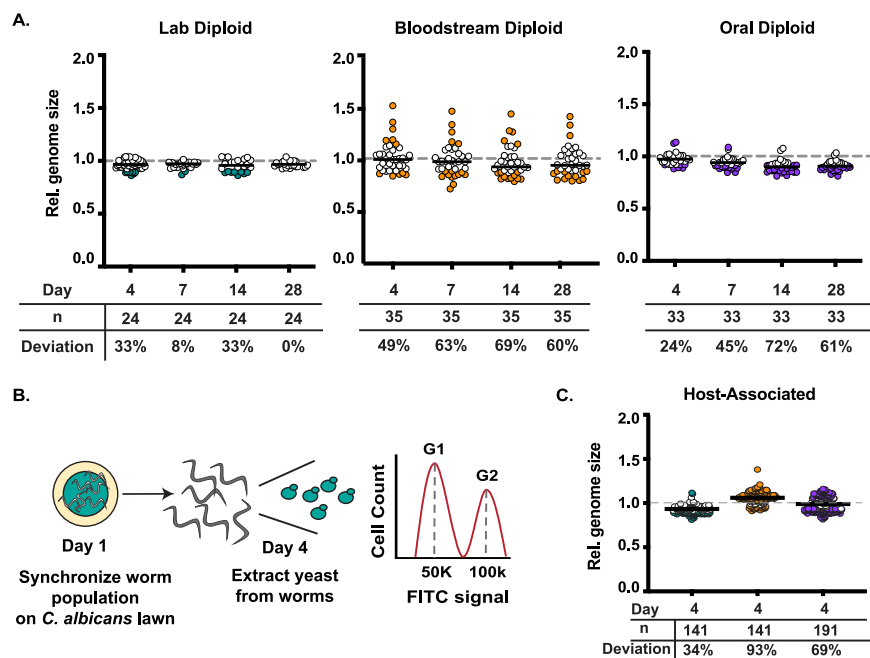 A.
Lab Diploid
Bloodstream Diploid
Oral Diploid
Rel. genome size
2.0
1.5
1.0
0.5
0.0
2.0
1.5
1.0
0.5
0.0
2.0
1.5
1.0
0.5
0.0
Day 4 7 14 28 4 7 14 28 4 7 14 28
n 24 24 24 24 35 35 35 35 33 33 33 33
Deviation 33% 8% 33% 0% 49% 63% 69% 60% 24% 45% 72% 61%
B.
Day 1
Synchronize worm
population
on C. albicans lawn
Day 4
Extract yeast
from worms
Cell Count
G1
G2
50K 100k
FITC signal
C.
Host-Associated
Rel. genome size
2.0
1.5
1.0
0.5
0.0
Day 4 4 4
n 141 141 191
Deviation 34% 93% 69%